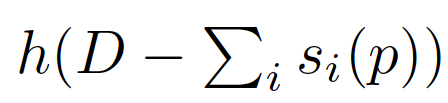 h(D − ∑ᵢ sᵢ(p))